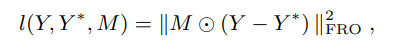 l(Y, Y*, M) = ‖M ⊙ (Y − Y*) ‖²_FRO ,